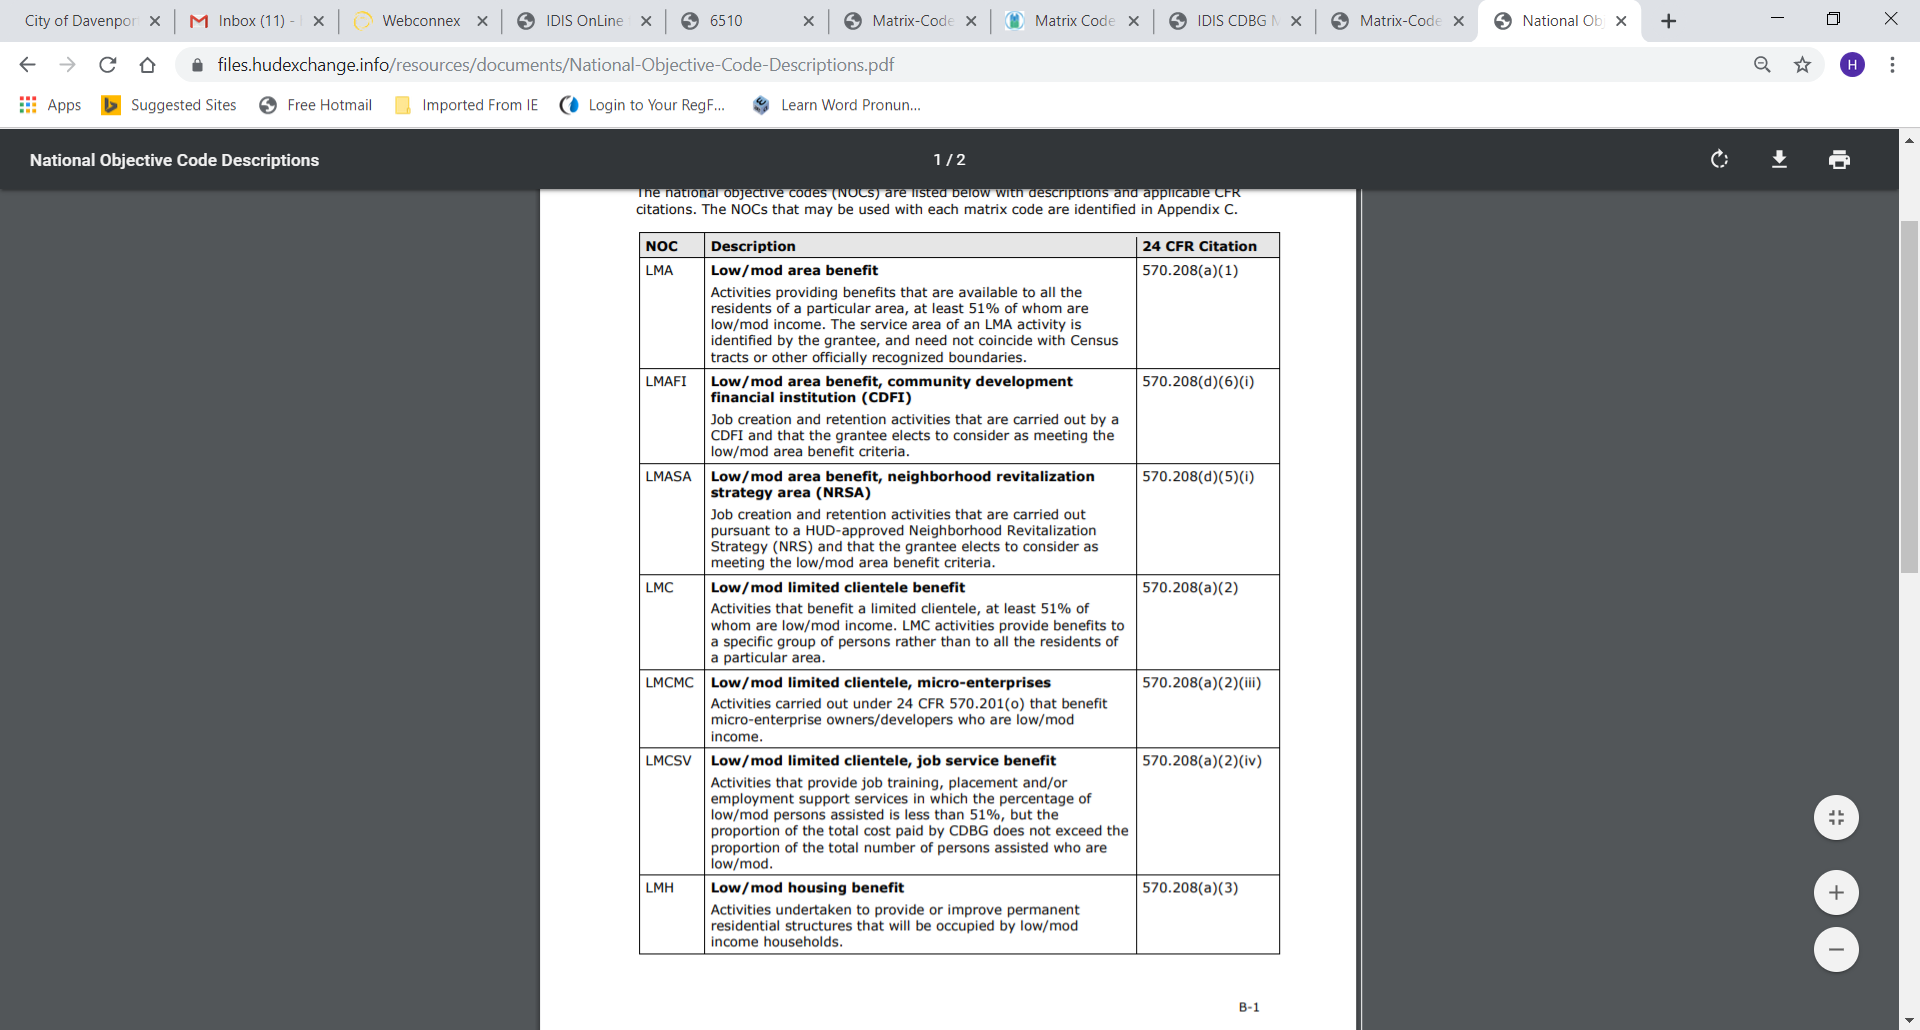 City of Davenpor
Inbox (11) -
Webconnex
IDIS OnLine
6510
Matrix-Code
Matrix Code
IDIS CDBG M
Matrix-Code
National Ob
files.hudexchange.info/resources/documents/National-Objective-Code-Descriptions.pdf
H
Apps
Suggested Sites
Free Hotmail
Imported From IE
Login to Your RegF...
Learn Word Pronun...
National Objective Code Descriptions
1 / 2
The national objective codes (NOCs) are listed below with descriptions and applicable CFR
citations. The NOCs that may be used with each matrix code are identified in Appendix C.
NOC Description 24 CFR Citation
LMA Low/mod area benefit 570.208(a)(1)
Activities providing benefits that are available to all the
residents of a particular area, at least 51% of whom are
low/mod income. The service area of an LMA activity is
identified by the grantee, and need not coincide with Census
tracts or other officially recognized boundaries.
LMAFI Low/mod area benefit, community development 570.208(d)(6)(i)
financial institution (CDFI)
Job creation and retention activities that are carried out by a
CDFI and that the grantee elects to consider as meeting the
low/mod area benefit criteria.
LMASA Low/mod area benefit, neighborhood revitalization 570.208(d)(5)(i)
strategy area (NRSA)
Job creation and retention activities that are carried out
pursuant to a HUD-approved Neighborhood Revitalization
Strategy (NRS) and that the grantee elects to consider as
meeting the low/mod area benefit criteria.
LMC Low/mod limited clientele benefit 570.208(a)(2)
Activities that benefit a limited clientele, at least 51% of
whom are low/mod income. LMC activities provide benefits to
a specific group of persons rather than to all the residents of
a particular area.
LMCMC Low/mod limited clientele, micro-enterprises 570.208(a)(2)(iii)
Activities carried out under 24 CFR 570.201(o) that benefit
micro-enterprise owners/developers who are low/mod
income.
LMCSV Low/mod limited clientele, job service benefit 570.208(a)(2)(iv)
Activities that provide job training, placement and/or
employment support services in which the percentage of
low/mod persons assisted is less than 51%, but the
proportion of the total cost paid by CDBG does not exceed the
proportion of the total number of persons assisted who are
low/mod.
LMH Low/mod housing benefit 570.208(a)(3)
Activities undertaken to provide or improve permanent
residential structures that will be occupied by low/mod
income households.
B-1